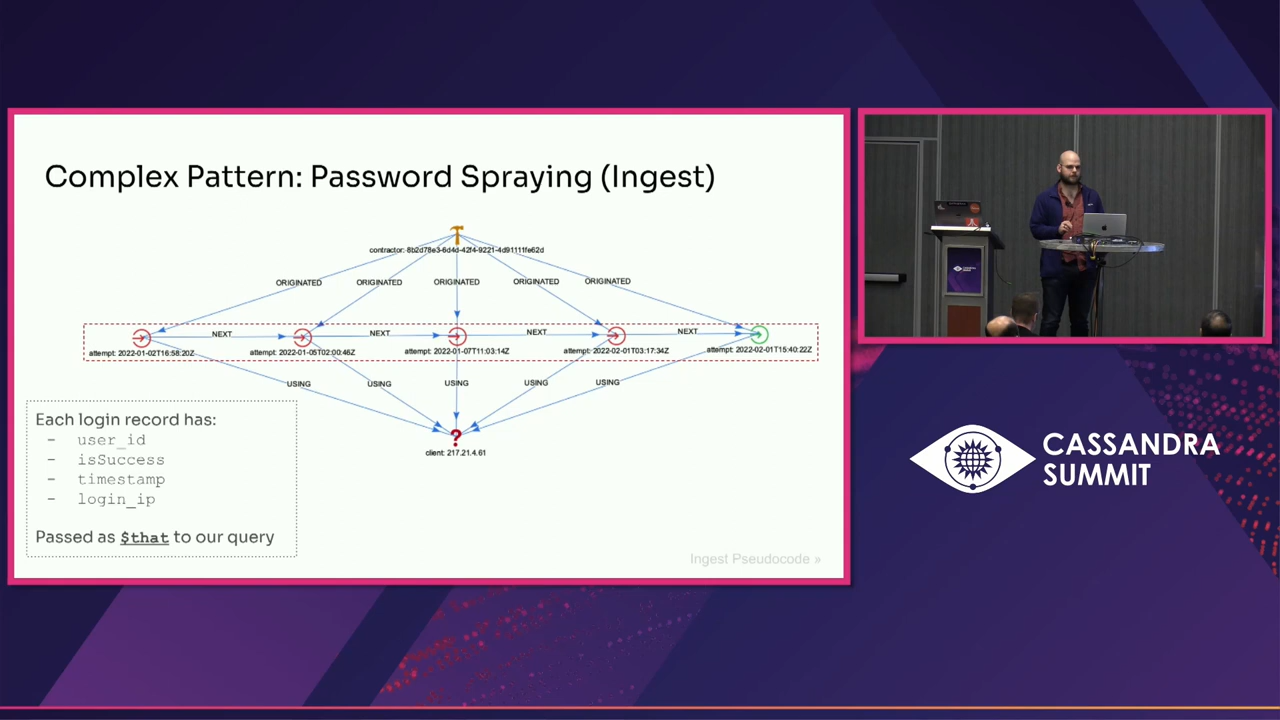 Complex Pattern: Password Spraying (Ingest)
contractor: 8b2d78e3-6d4d-42f4-9221-4d91111fe62d
ORIGINATED ORIGINATED ORIGINATED ORIGINATED ORIGINATED
NEXT NEXT NEXT NEXT
attempt: 2022-01-02T16:58:20Z attempt: 2022-01-05T02:00:46Z attempt: 2022-01-07T11:03:14Z attempt: 2022-02-01T03:17:34Z attempt: 2022-02-01T15:40:22Z
USING USING USING USING USING
?
client: 217.21.4.61
Each login record has:
- user_id
- isSuccess
- timestamp
- login_ip
Passed as $that to our query
Ingest Pseudocode »
CASSANDRA
SUMMIT